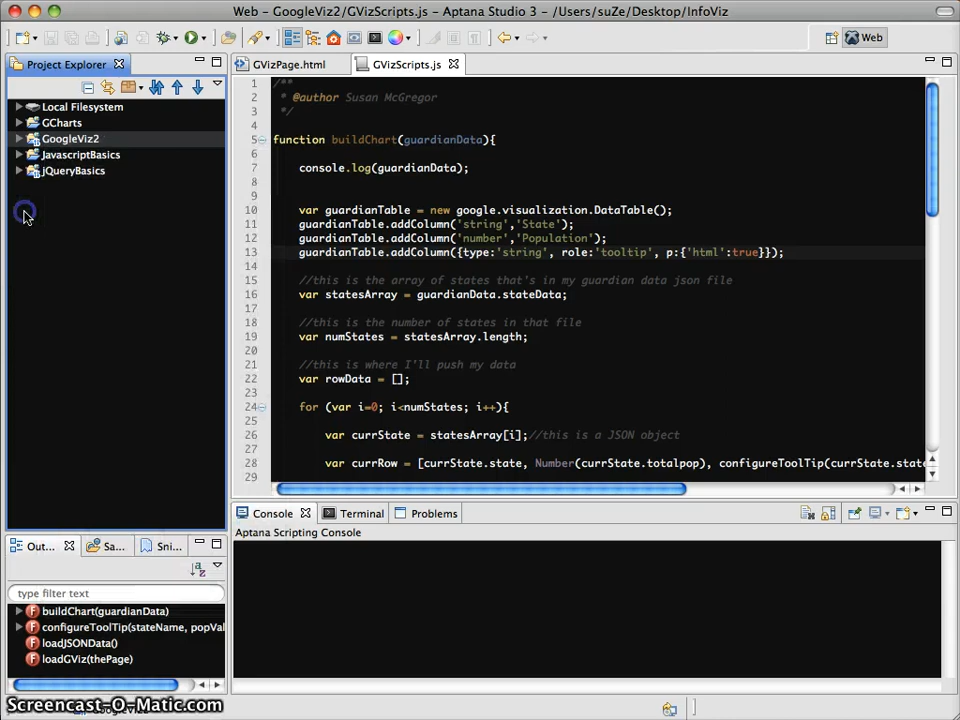 Web - GoogleViz2/GVizScripts.js - Aptana Studio 3 - /Users/suZe/Desktop/InfoViz
Web
Project Explorer
Local Filesystem
GCharts
GoogleViz2
JavascriptBasics
jQueryBasics
GVizPage.html
GVizScripts.js
1 /**
2 * @author Susan McGregor
3 */
4
5 function buildChart(guardianData){
6
7 console.log(guardianData);
8
9
10 var guardianTable = new google.visualization.DataTable();
11 guardianTable.addColumn('string','State');
12 guardianTable.addColumn('number','Population');
13 guardianTable.addColumn({type:'string', role:'tooltip', p:{'html':true}});
14
15 //this is the array of states that's in my guardian data json file
16 var statesArray = guardianData.stateData;
17
18 //this is the number of states in that file
19 var numStates = statesArray.length;
20
21 //this is where I'll push my data
22 var rowData = [];
23
24 for (var i=0; i<numStates; i++){
25
26 var currState = statesArray[i];//this is a JSON object
27
28 var currRow = [currState.state, Number(currState.totalpop), configureToolTip(currState.state
29
Out...
Sa...
Sni...
type filter text
buildChart(guardianData)
configureToolTip(stateName, popVal
loadJSONData()
loadGViz(thePage)
Console
Terminal
Problems
Aptana Scripting Console
Screencast-O-Matic.com